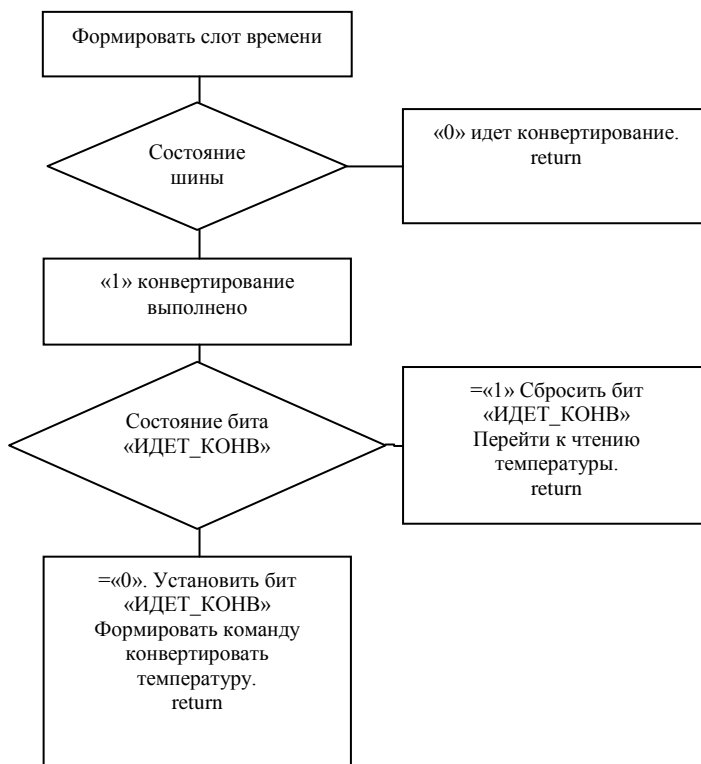 Формировать слот времени
Состояние
шины
«0» идет конвертирование.
return
«1» конвертирование
выполнено
Состояние бита
«ИДЕТ_КОНВ»
=«1» Сбросить бит
«ИДЕТ_КОНВ»
Перейти к чтению
температуры.
return
=«0». Установить бит
«ИДЕТ_КОНВ»
Формировать команду
конвертировать
температуру.
return